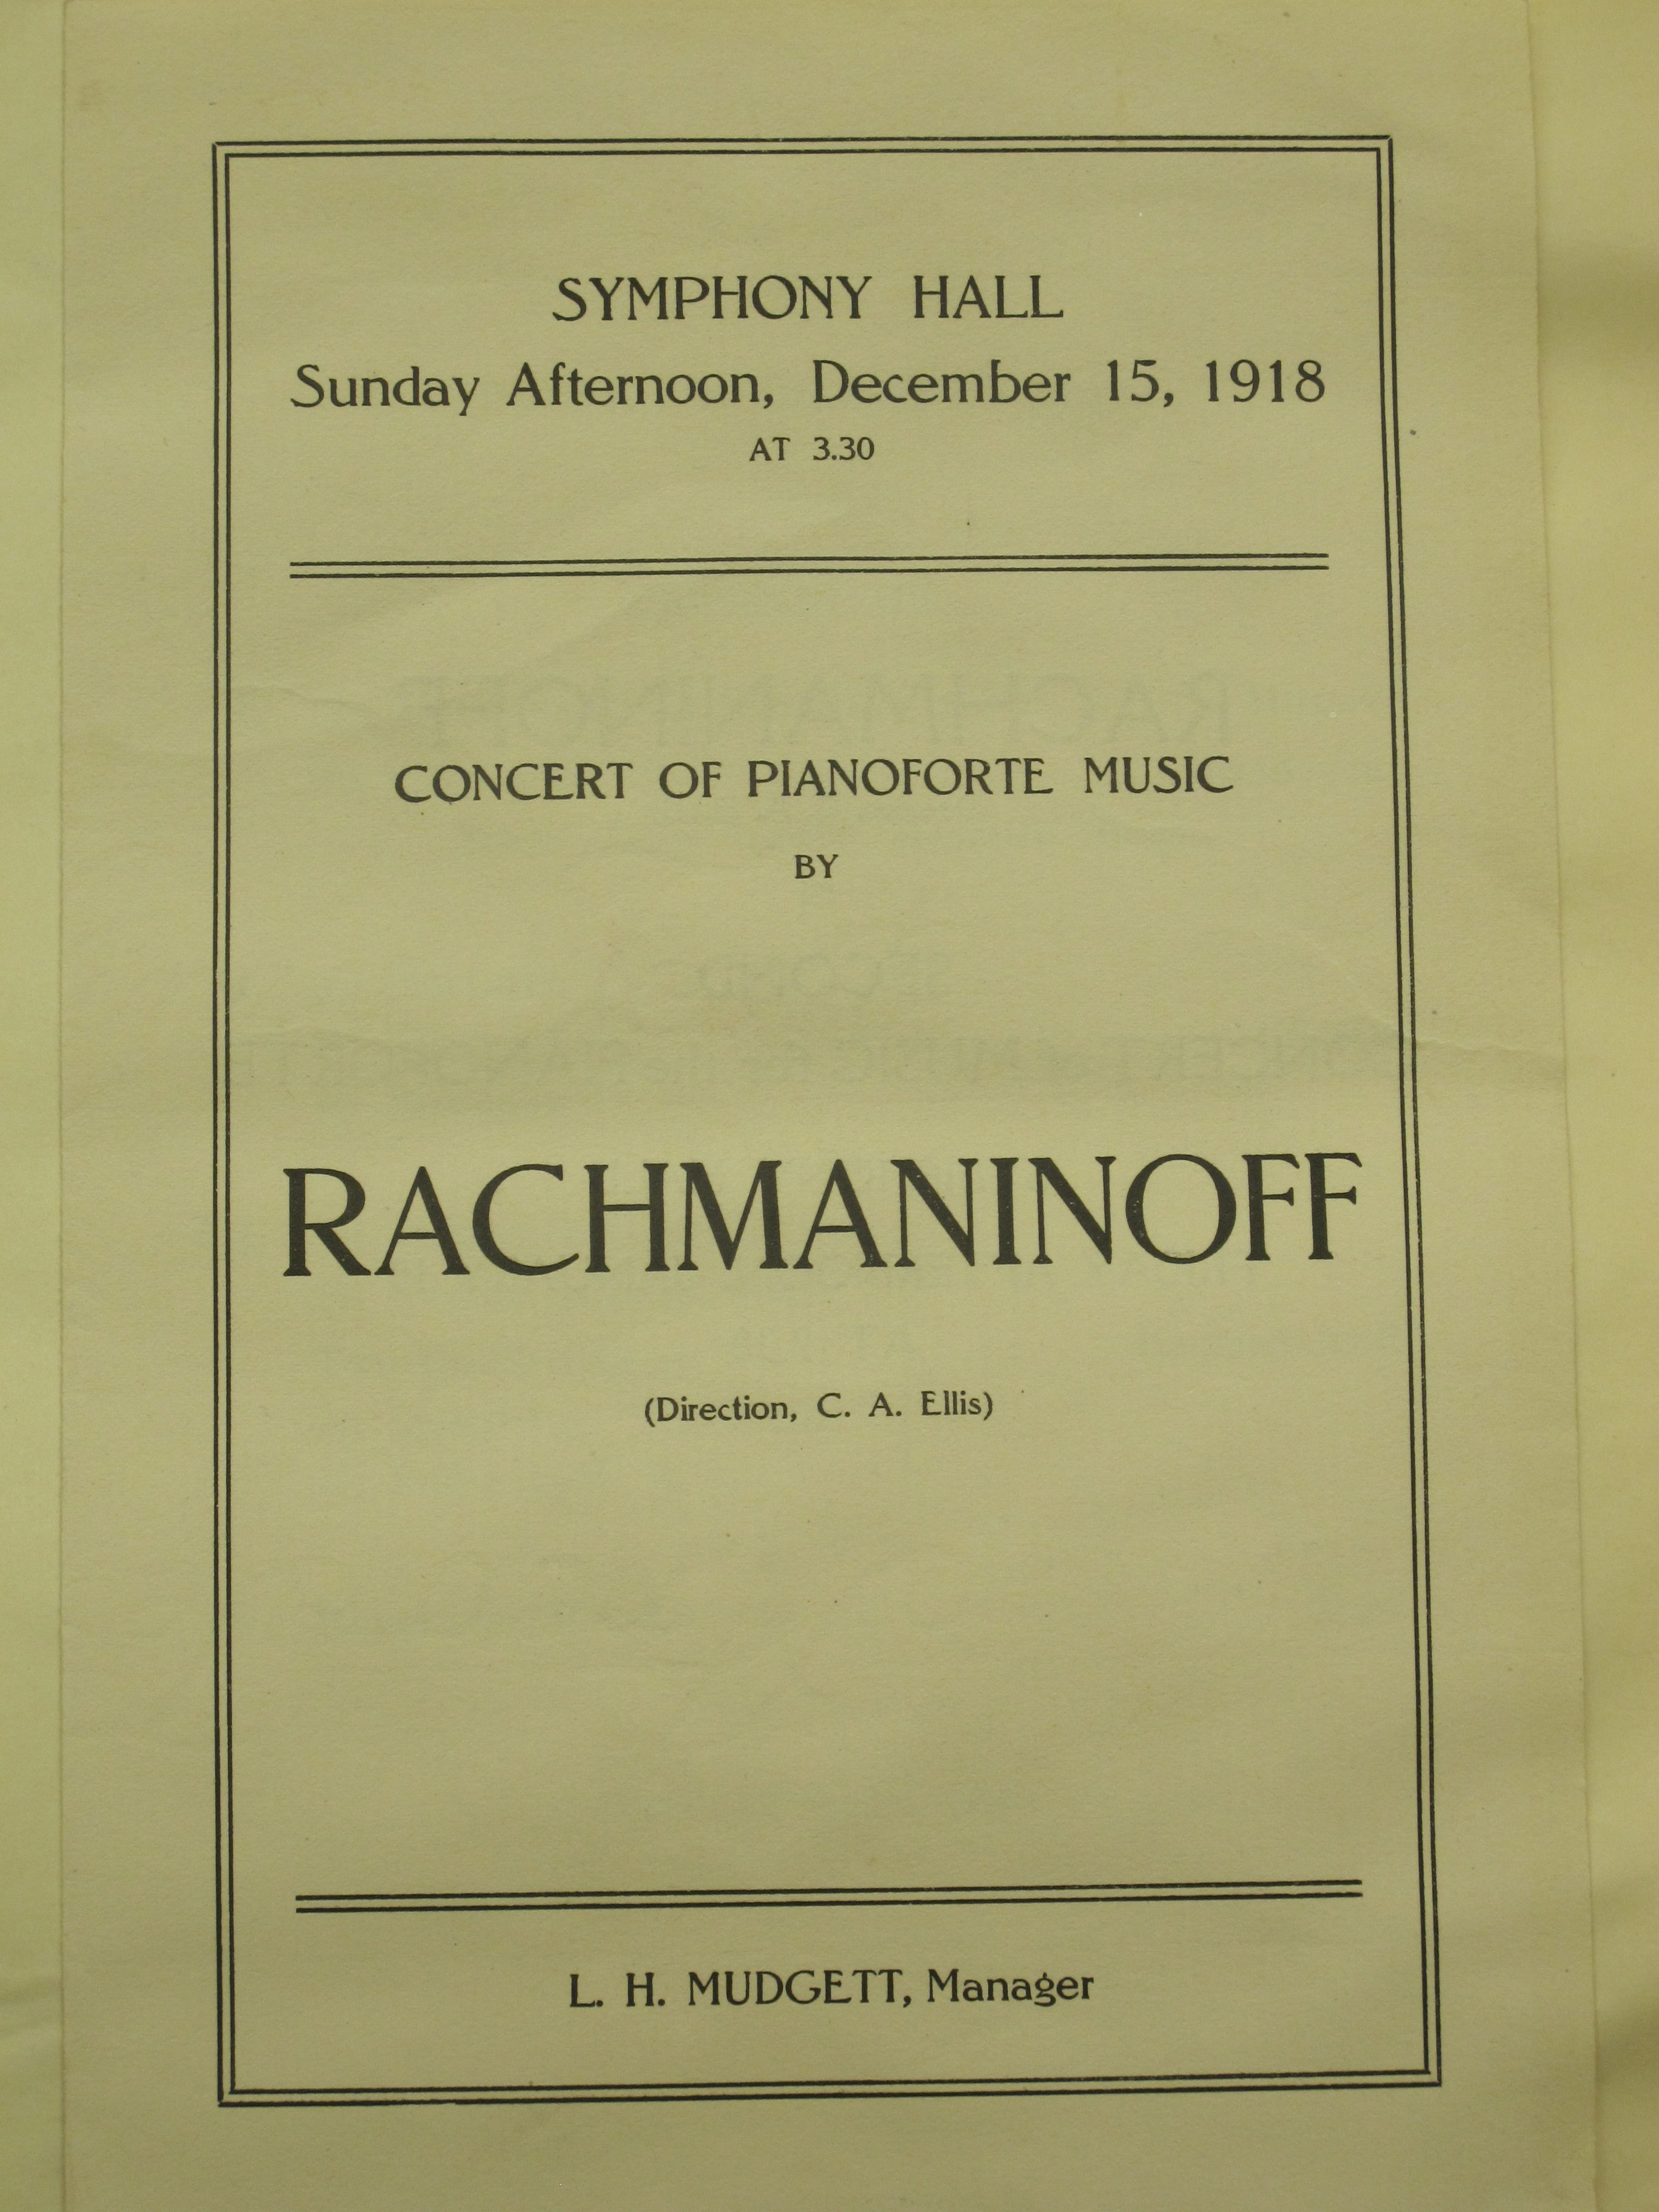 SYMPHONY HALL
Sunday Afternoon, December 15, 1918
AT 3.30
CONCERT OF PIANOFORTE MUSIC
BY
RACHMANINOFF
(Direction, C. A. Ellis)
L. H. MUDGETT, Manager